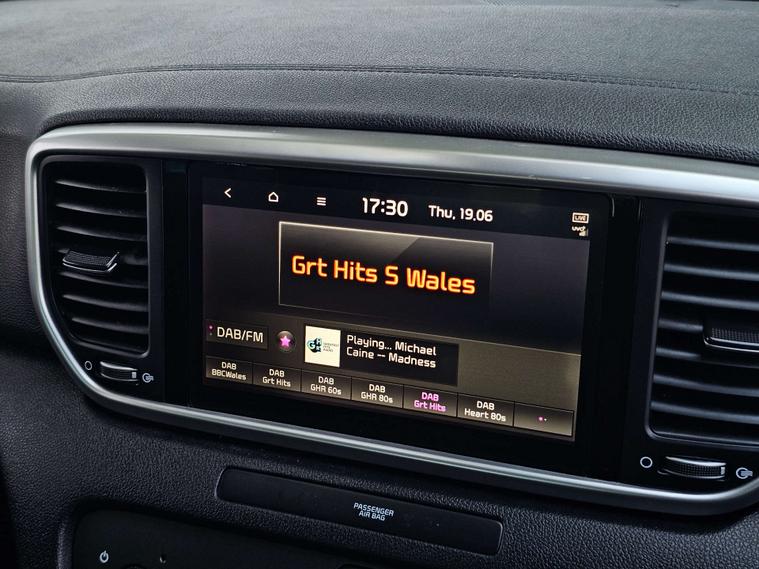 17:30 Thu, 19.06
LIVE
UVO
Grt Hits S Wales
DAB/FM
Playing... Michael
Caine -- Madness
DAB
BBCWales
DAB
Grt Hits
DAB
GHR 60s
DAB
GHR 80s
DAB
Grt Hits
DAB
Heart 80s
PASSENGER
AIR BAG